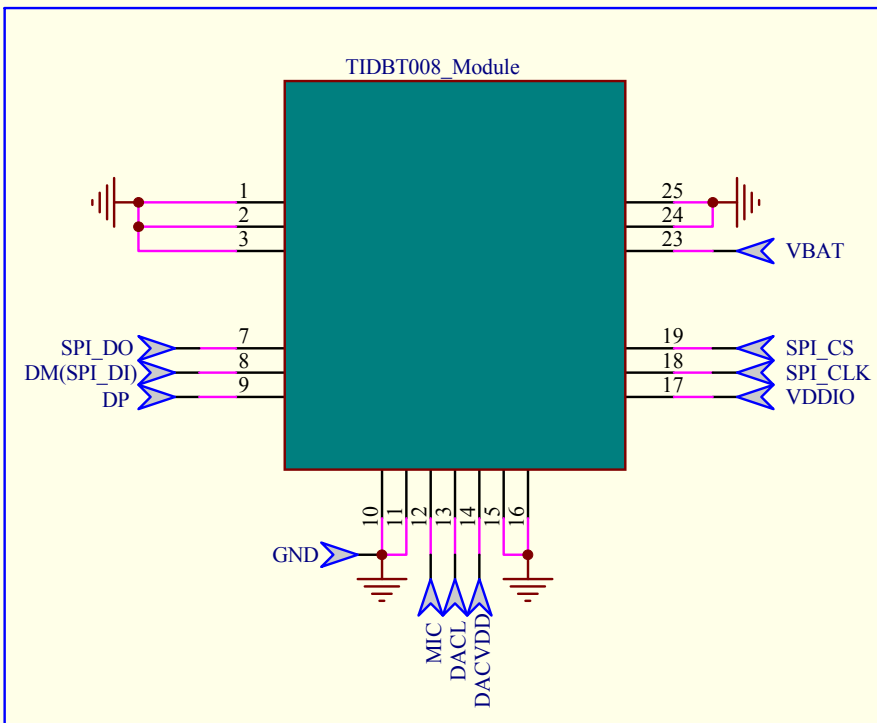 TIDBT008_Module
1
2
3
25
24
23
VBAT
SPI_DO
7
DM(SPI_DI)
8
DP
9
19
SPI_CS
18
SPI_CLK
17
VDDIO
10
11
12
13
14
15
16
GND
MIC
DACL
DACVDD